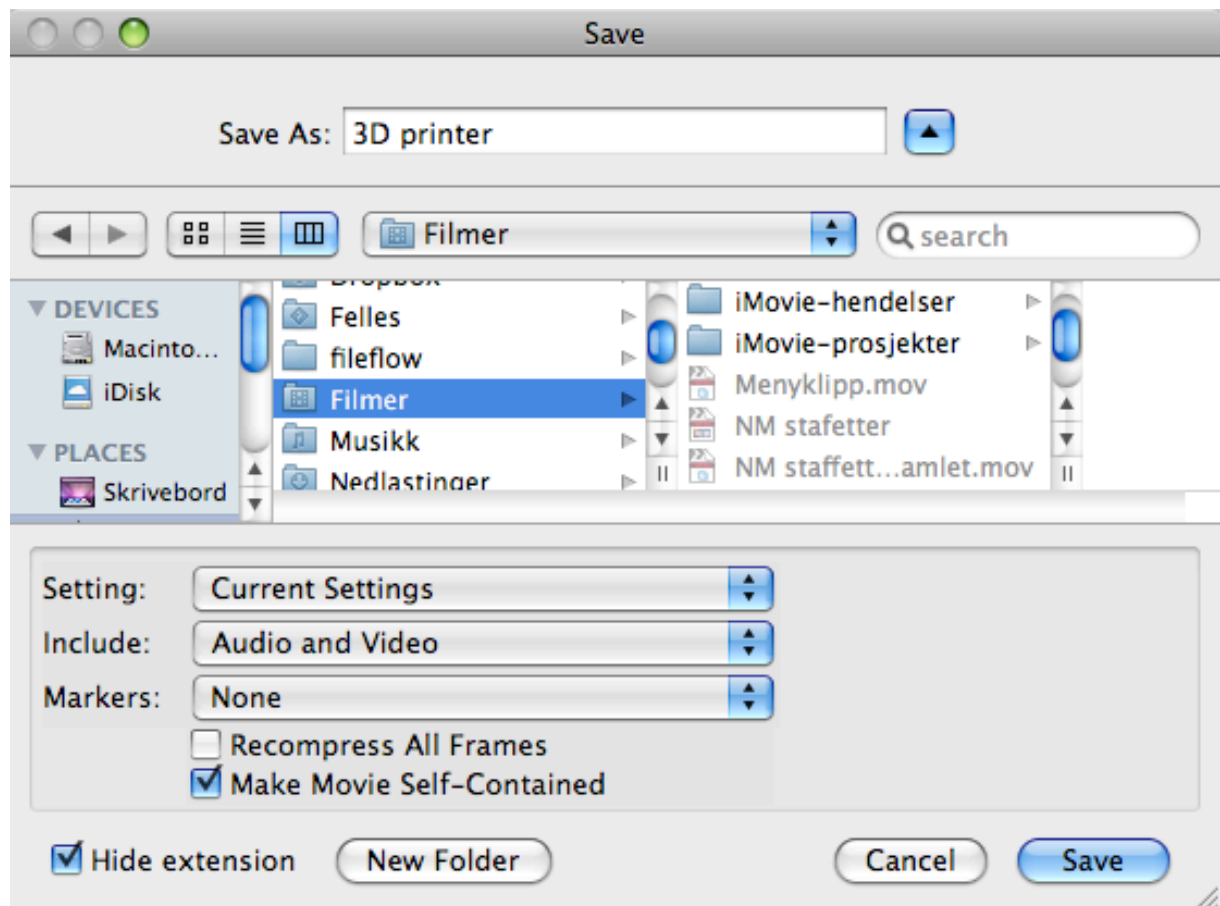 Save
Save As: 3D printer
Filmer
search
DEVICES
Macinto...
iDisk
PLACES
Skrivebord
Dropbox
Felles
fileflow
Filmer
Musikk
Nedlastinger
iMovie-hendelser
iMovie-prosjekter
Menyklipp.mov
NM stafetter
NM staffett...amlet.mov
Setting: Current Settings
Include: Audio and Video
Markers: None
Recompress All Frames
Make Movie Self-Contained
Hide extension New Folder Cancel Save